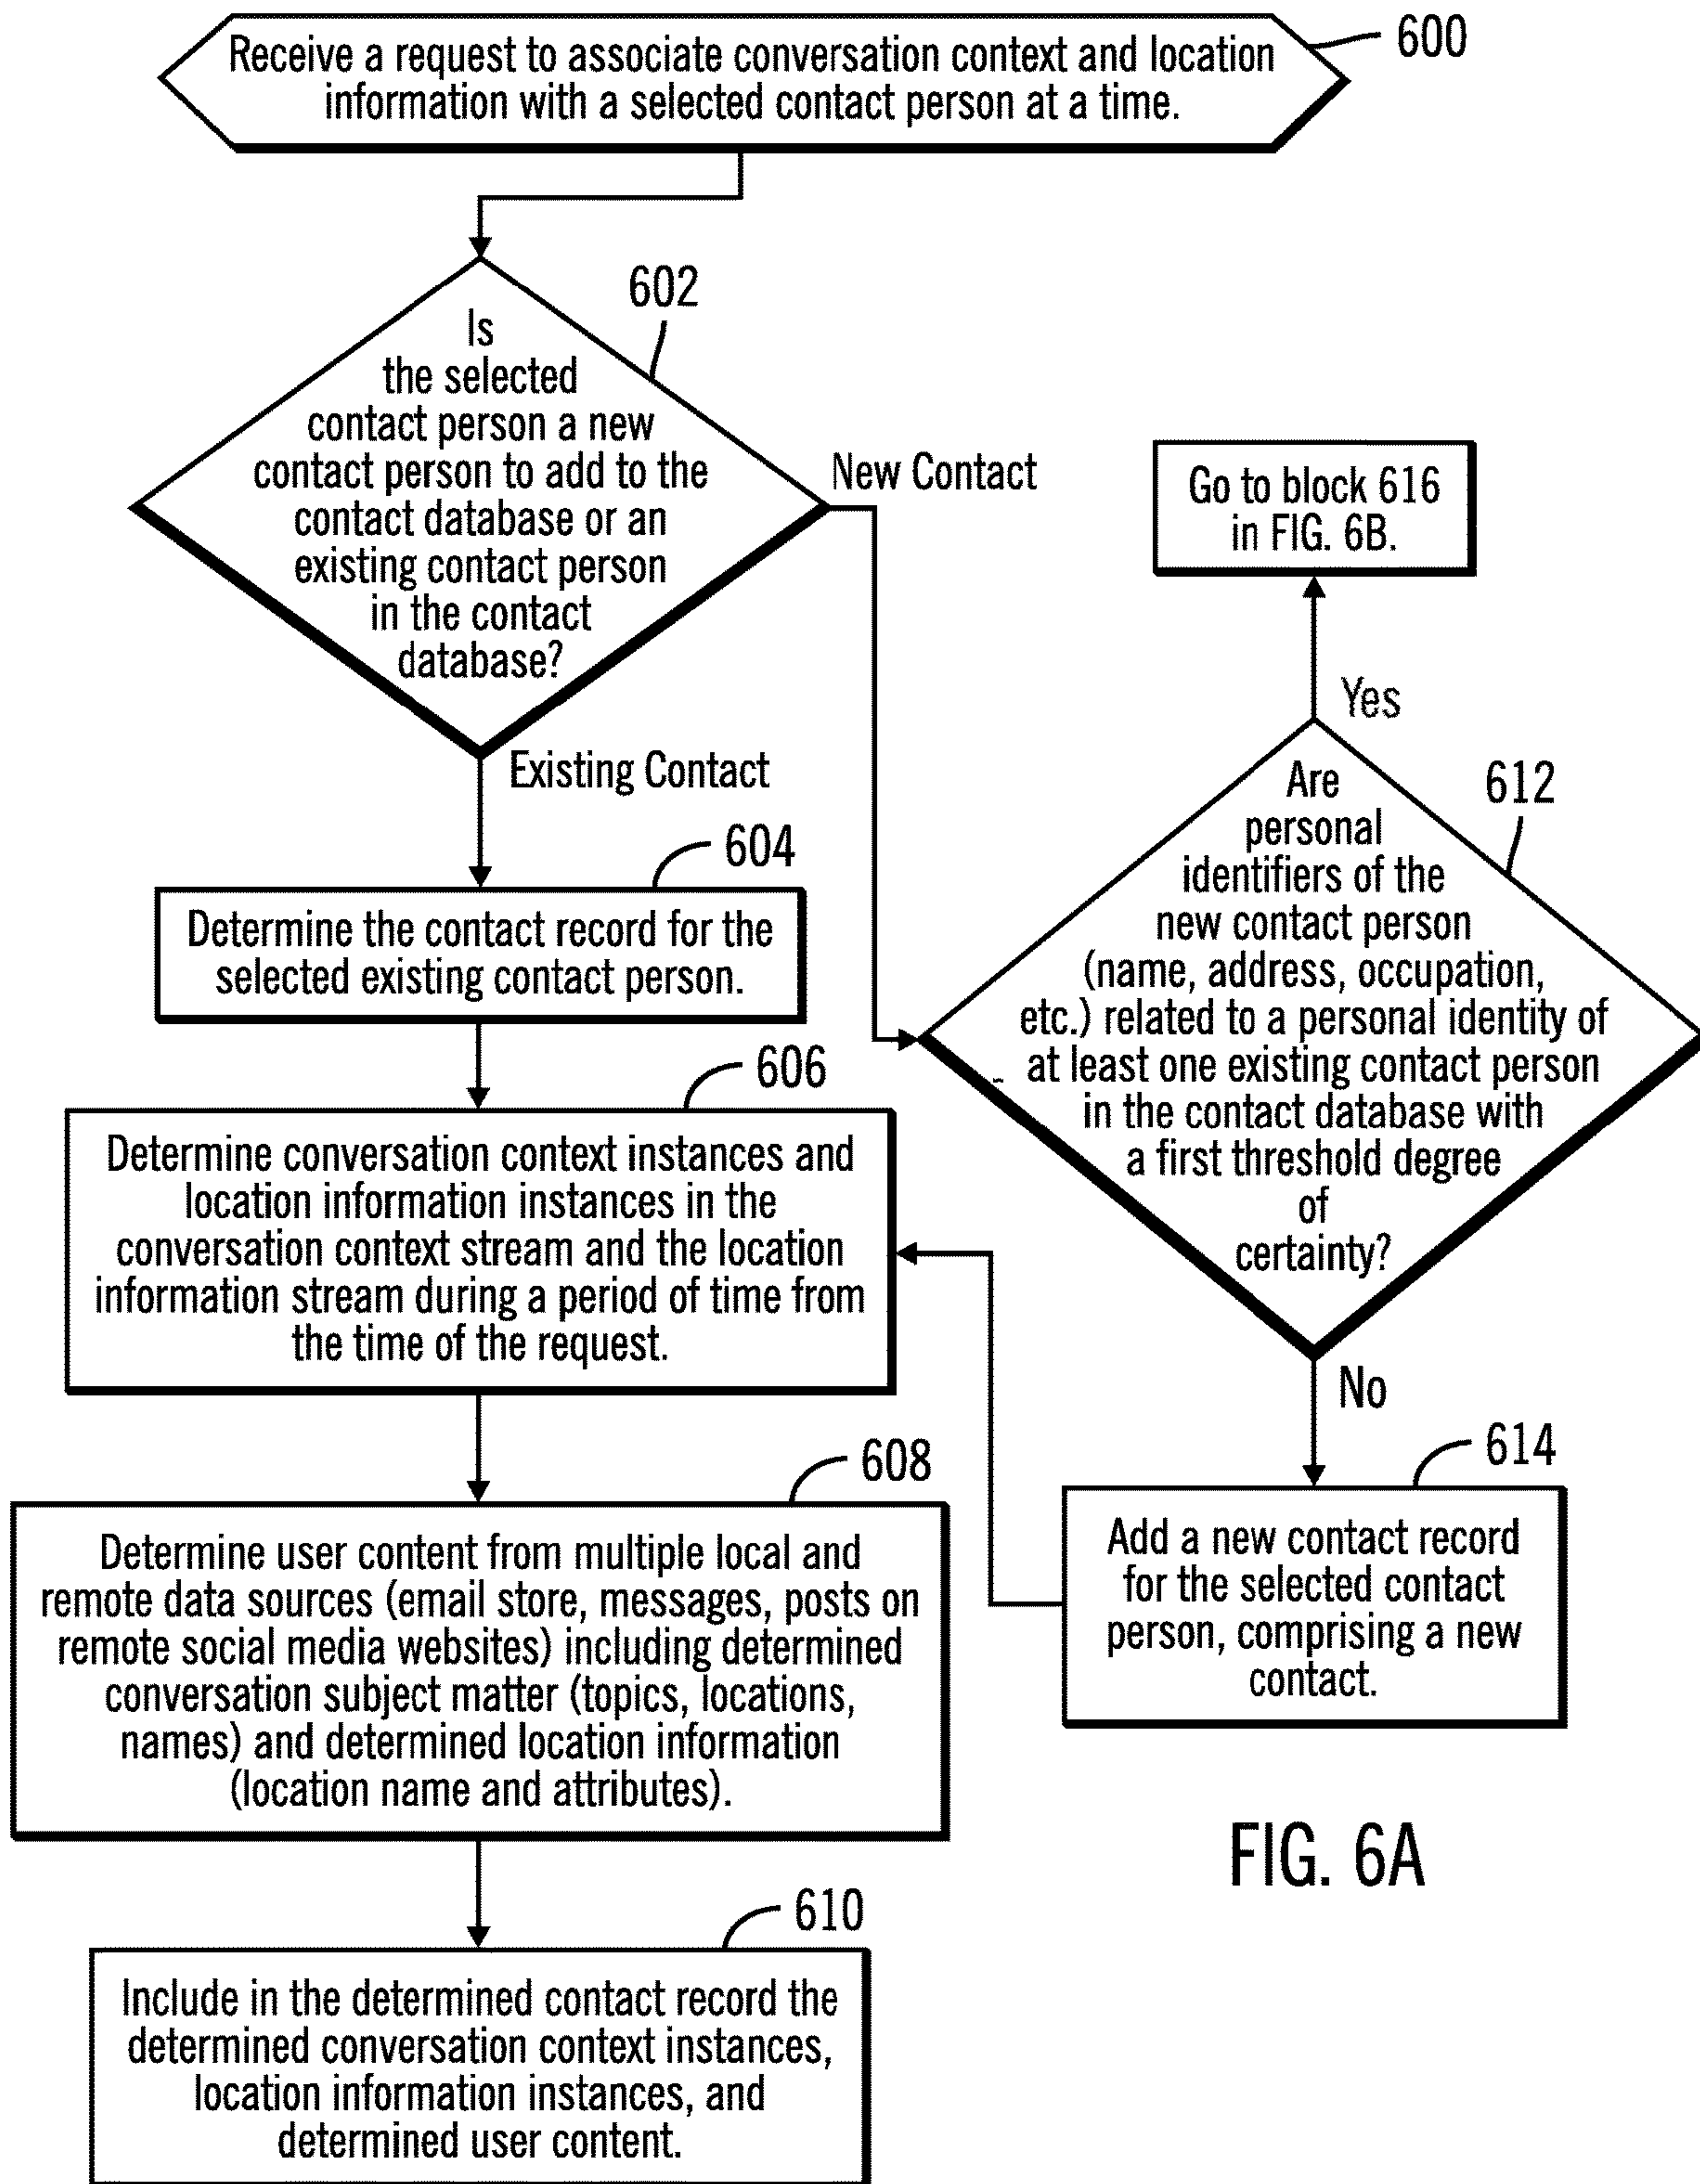 Receive a request to associate conversation context and location
information with a selected contact person at a time.
600
602
Is
the selected
contact person a new
contact person to add to the
contact database or an
existing contact person
in the contact
database?
New Contact
Existing Contact
604
Determine the contact record for the
selected existing contact person.
606
Determine conversation context instances and
location information instances in the
conversation context stream and the location
information stream during a period of time from
the time of the request.
608
Determine user content from multiple local and
remote data sources (email store, messages, posts on
remote social media websites) including determined
conversation subject matter (topics, locations,
names) and determined location information
(location name and attributes).
610
Include in the determined contact record the
determined conversation context instances,
location information instances, and
determined user content.
Go to block 616
in FIG. 6B.
Yes
612
Are
personal
identifiers of the
new contact person
(name, address, occupation,
etc.) related to a personal identity of
at least one existing contact person
in the contact database with
a first threshold degree
of
certainty?
No
614
Add a new contact record
for the selected contact
person, comprising a new
contact.
FIG. 6A